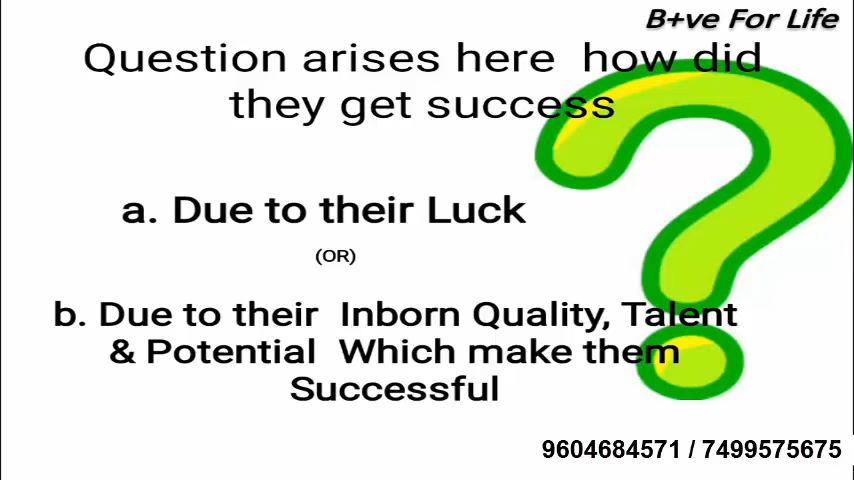 B+ve For Life
Question arises here how did
they get success
a. Due to their Luck
(OR)
b. Due to their Inborn Quality, Talent
& Potential Which make them
Successful
9604684571 / 7499575675